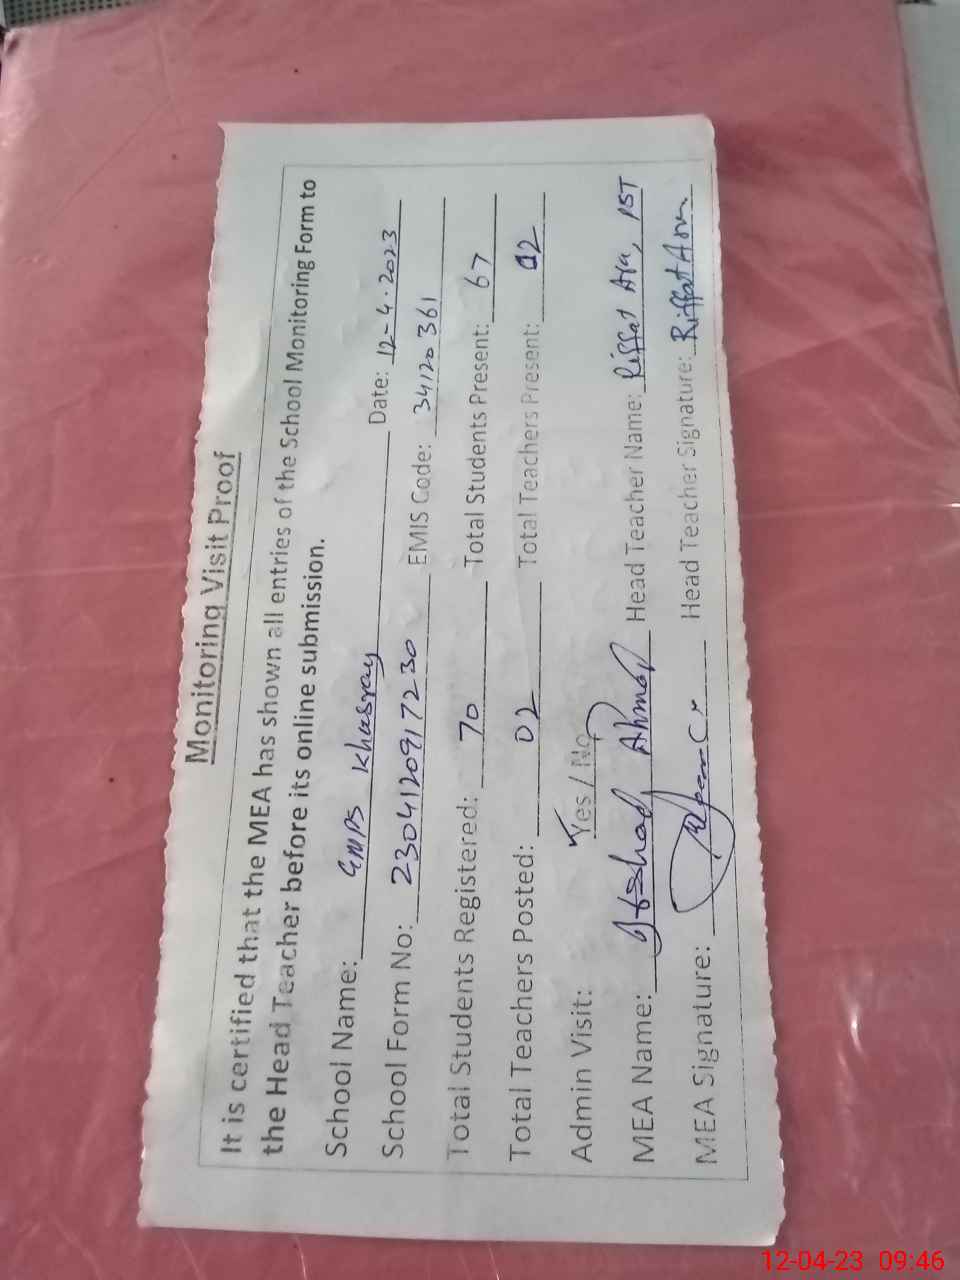 Monitoring Visit Proof
It is certified that the MEA has shown all entries of the School Monitoring Form to
the Head Teacher before its online submission.
School Name: GMPS Khasray Date: 12-4-2023
School Form No: 230412091 7230 EMIS Code: 34120361
Total Students Registered: 70 Total Students Present: 67
Total Teachers Posted: 02 Total Teachers Present: 02
Admin Visit: Yes / No
MEA Name: Ahmad Head Teacher Name: Riffat Ara, PST
MEA Signature: Head Teacher Signature: Riffat Ara
12-04-23 09:46